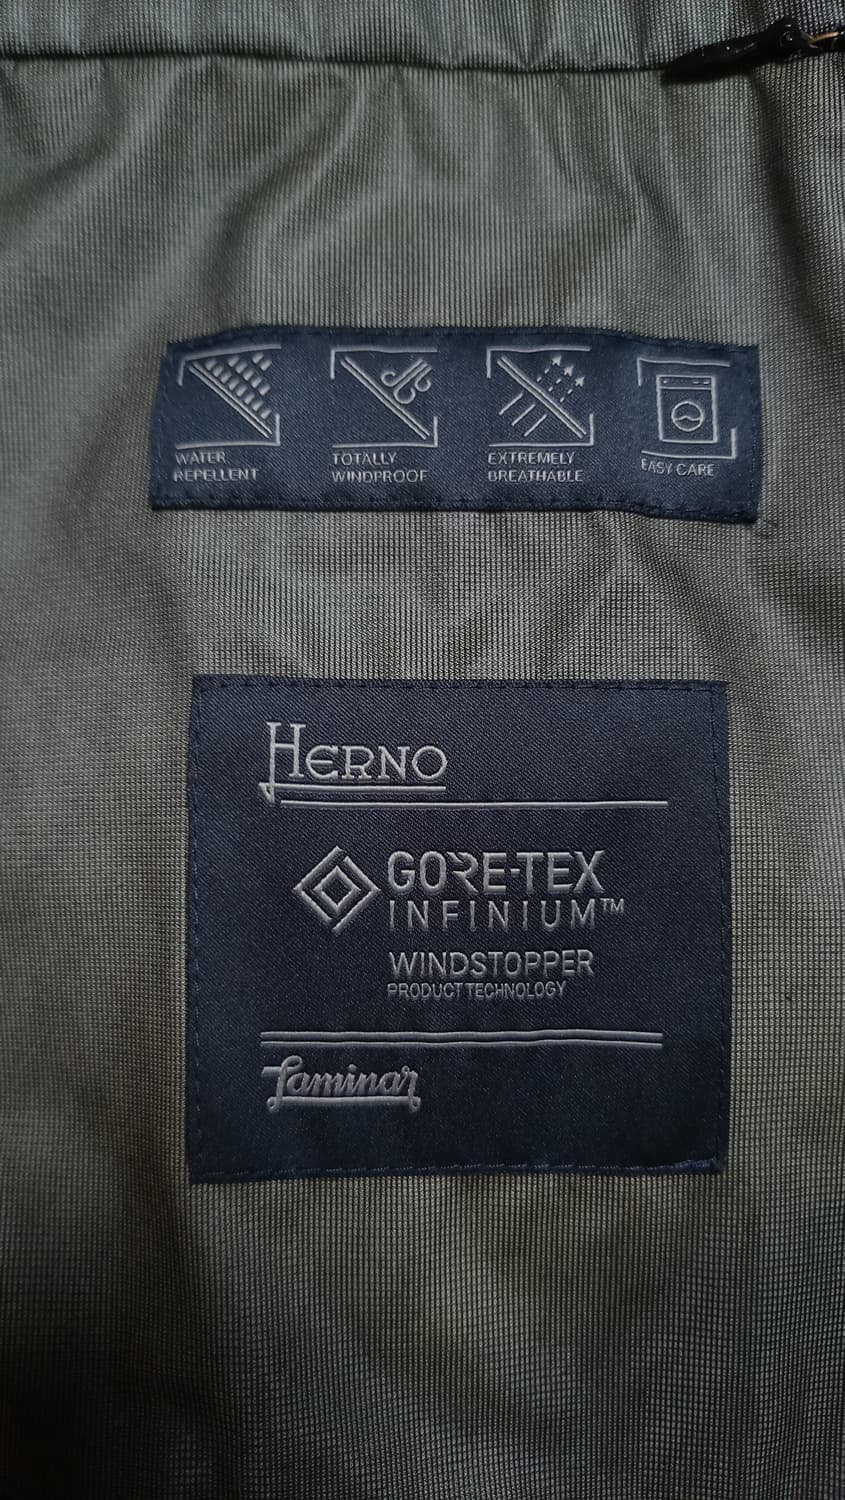 WATER
REPELLENT
TOTALLY
WINDPROOF
EXTREMELY
BREATHABLE
EASY CARE
HERNO
GORE-TEX
INFINIUM™
WINDSTOPPER
PRODUCT TECHNOLOGY
Laminar